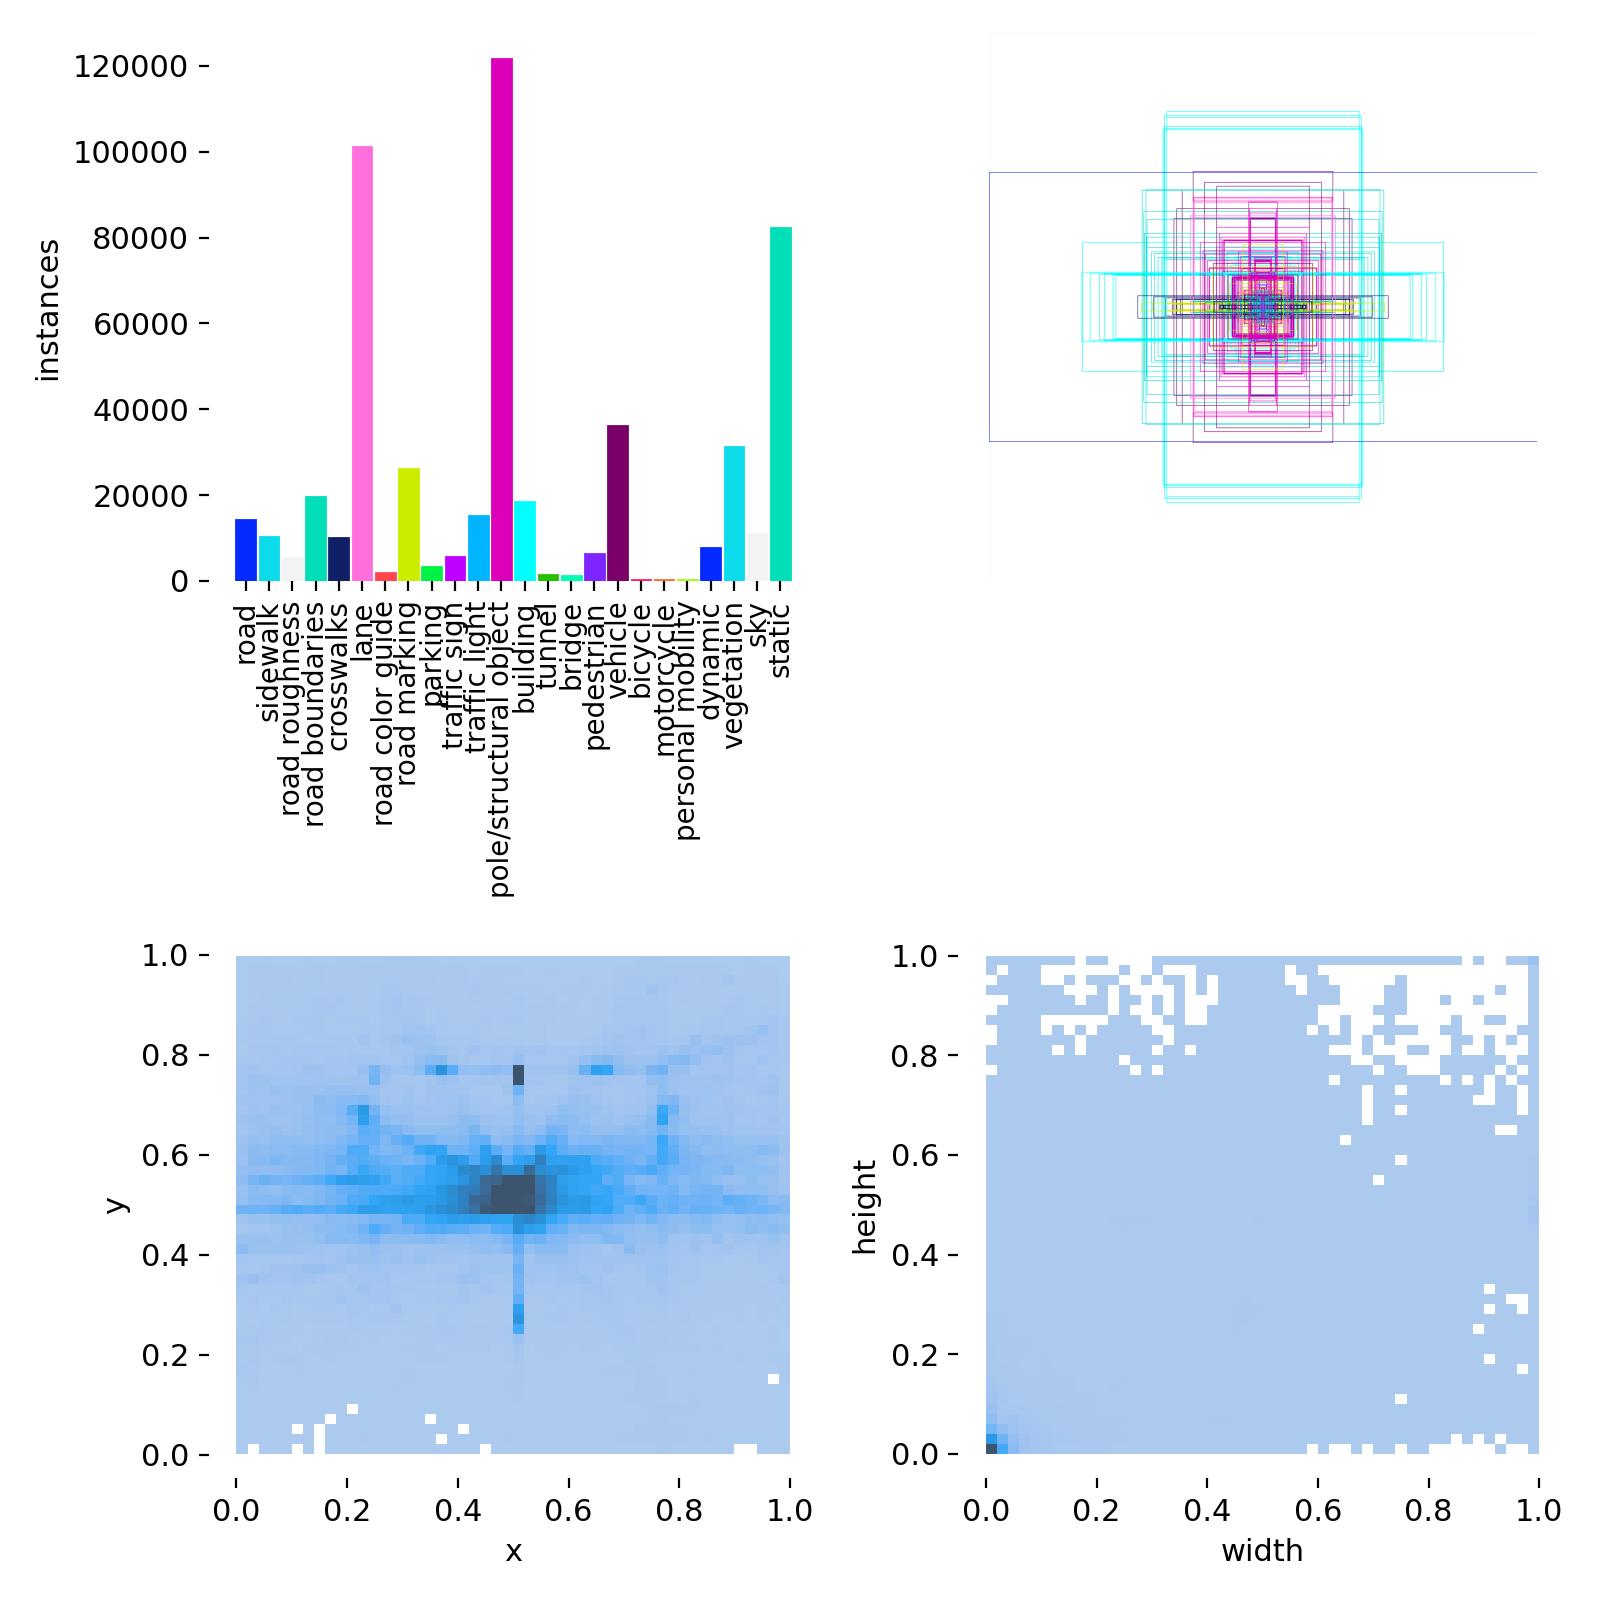 120000
100000
80000
60000
40000
20000
0
instances
road
sidewalk
road roughness
road boundaries
crosswalks
lane
road color guide
road marking
parking
traffic sign
traffic light
pole/structural object
building
tunnel
bridge
pedestrian
vehicle
bicycle
motorcycle
personal mobility
dynamic
vegetation
sky
static
1.0
0.8
0.6
0.4
0.2
0.0
y
0.0 0.2 0.4 0.6 0.8 1.0
x
1.0
0.8
0.6
0.4
0.2
0.0
height
0.0 0.2 0.4 0.6 0.8 1.0
width